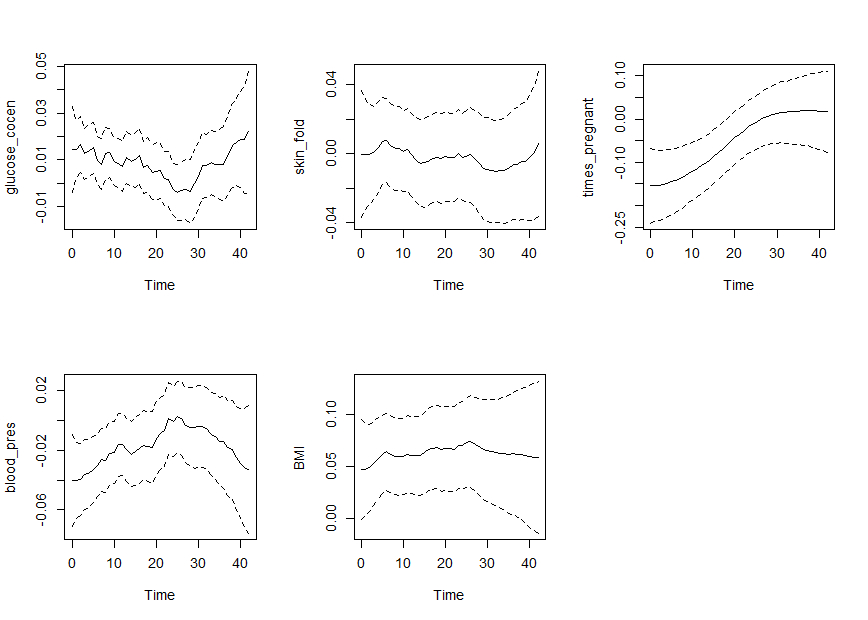 glucose_cocen
-0.01 0.01 0.03 0.05
0 10 20 30 40
Time
skin_fold
-0.04 0.00 0.04
0 10 20 30 40
Time
times_pregnant
-0.25 -0.10 0.00 0.10
0 10 20 30 40
Time
blood_pres
-0.06 -0.02 0.02
0 10 20 30 40
Time
BMI
0.00 0.05 0.10
0 10 20 30 40
Time